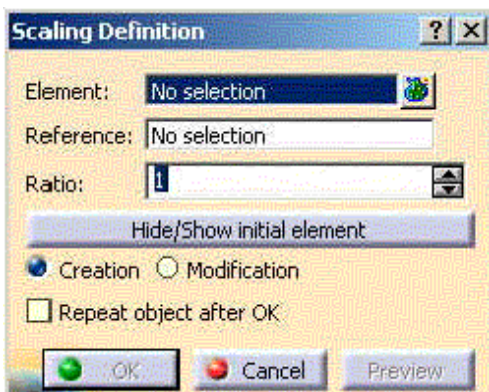 Scaling Definition ? ×
Element: No selection
Reference: No selection
Ratio: 1
Hide/Show initial element
Creation Modification
Repeat object after OK
OK Cancel Preview